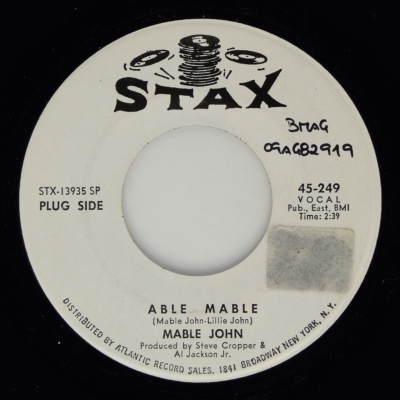 STAX
BMAG
09AG82919
STX-13935 SP
PLUG SIDE
45-249
VOCAL
Pub., East, BMI
Time: 2:39
ABLE MABLE
(Mable John-Lillie John)
MABLE JOHN
Produced by Steve Cropper &
Al Jackson Jr.
DISTRIBUTED BY ATLANTIC RECORD SALES, 1841 BROADWAY NEW YORK, N. Y.